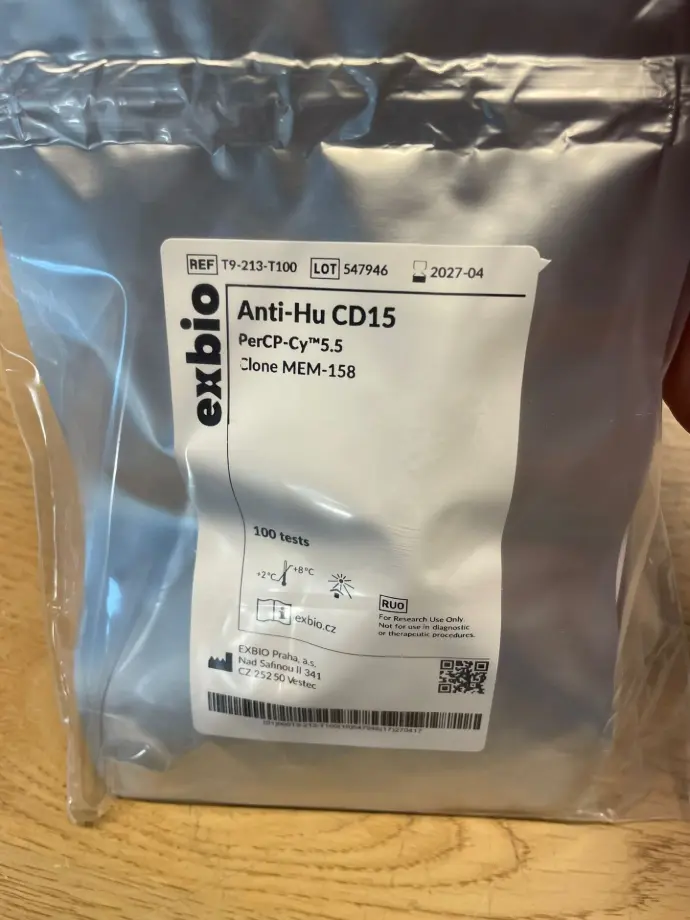 REF T9-213-T100 LOT 547946 2027-04
exbio
Anti-Hu CD15
PerCP-Cy™5.5
Clone MEM-158
100 tests
+2°C +8°C
i exbio.cz
RUO
For Research Use Only.
Not for use in diagnostic
or therapeutic procedures.
EXBIO Praha, a.s.
Nad Safinou II 341
CZ 252 50 Vestec